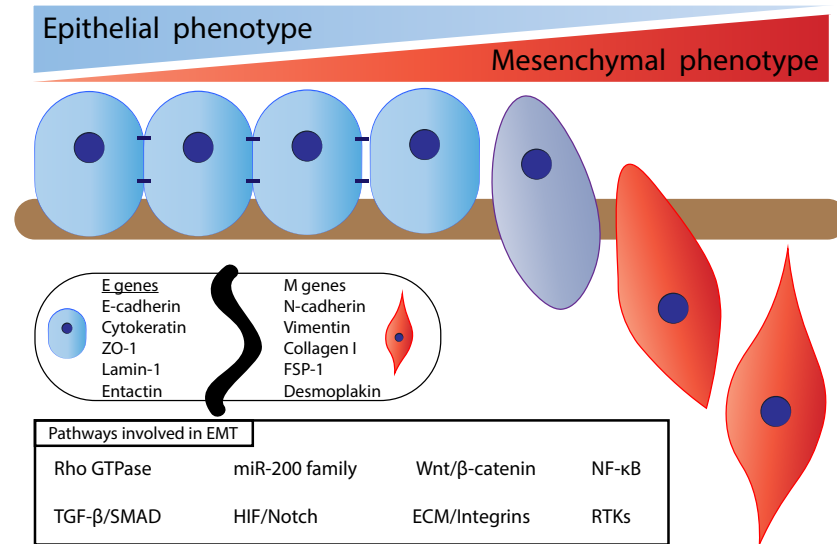 Epithelial phenotype
Mesenchymal phenotype
E genes
E-cadherin
Cytokeratin
ZO-1
Lamin-1
Entactin
M genes
N-cadherin
Vimentin
Collagen I
FSP-1
Desmoplakin
Pathways involved in EMT
Rho GTPase miR-200 family Wnt/β-catenin NF-κB
TGF-β/SMAD HIF/Notch ECM/Integrins RTKs